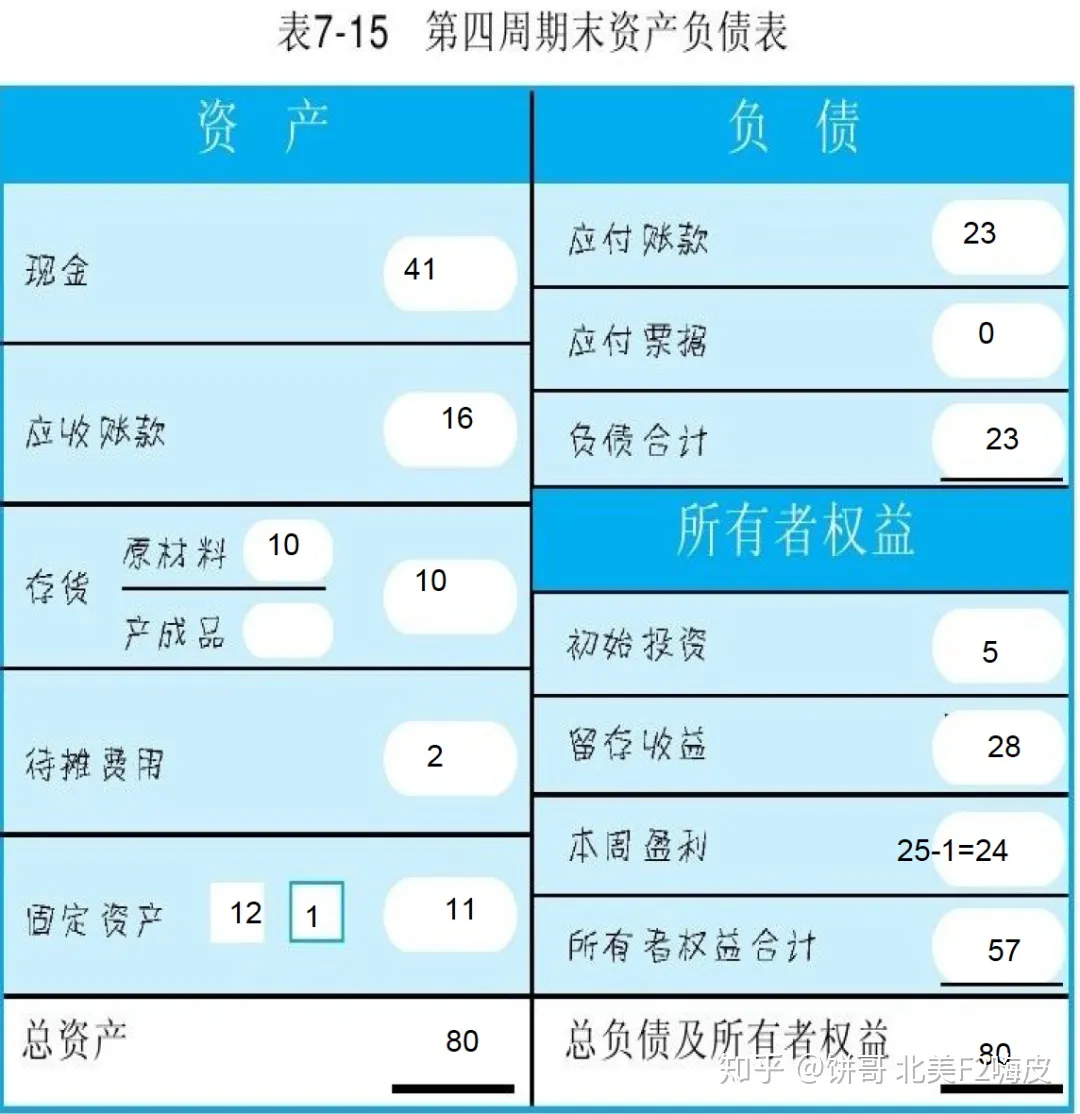 表7-15 第四周期末资产负债表
资 产
现金 41
应收账款 16
存货 原材料 10 10
产成品
待摊费用 2
固定资产 12 1 11
总资产 80
负 债
应付账款 23
应付票据 0
负债合计 23
所有者权益
初始投资 5
留存收益 28
本周盈利 25-1=24
所有者权益合计 57
总负债及所有者权益 80
知乎 @饼哥 北美F2嗨皮